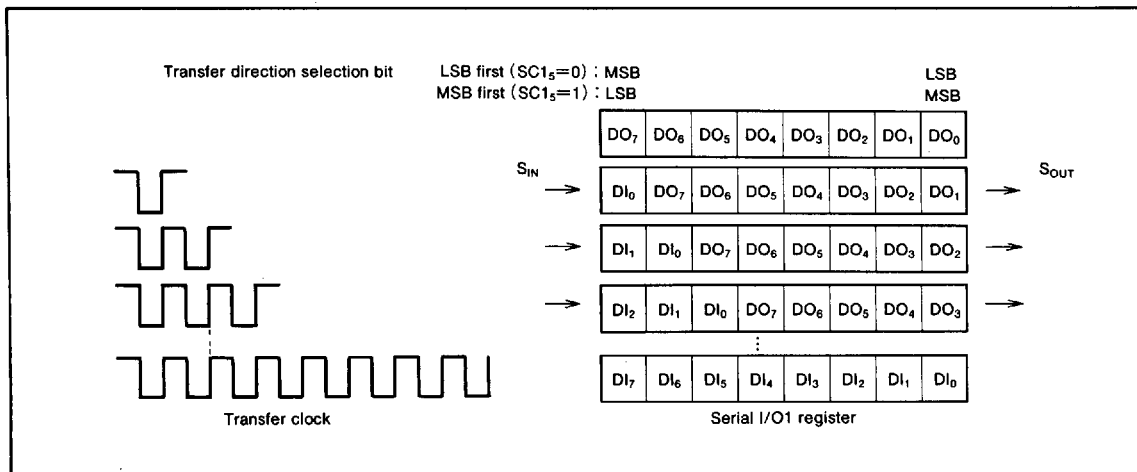 Transfer direction selection bit LSB first (SC1₅=0) : MSB LSB
MSB first (SC1₅=1) : LSB MSB
DO₇ DO₆ DO₅ DO₄ DO₃ DO₂ DO₁ DO₀
S_IN S_OUT
DI₀ DO₇ DO₆ DO₅ DO₄ DO₃ DO₂ DO₁
DI₁ DI₀ DO₇ DO₆ DO₅ DO₄ DO₃ DO₂
DI₂ DI₁ DI₀ DO₇ DO₆ DO₅ DO₄ DO₃
DI₇ DI₆ DI₅ DI₄ DI₃ DI₂ DI₁ DI₀
Transfer clock Serial I/O1 register